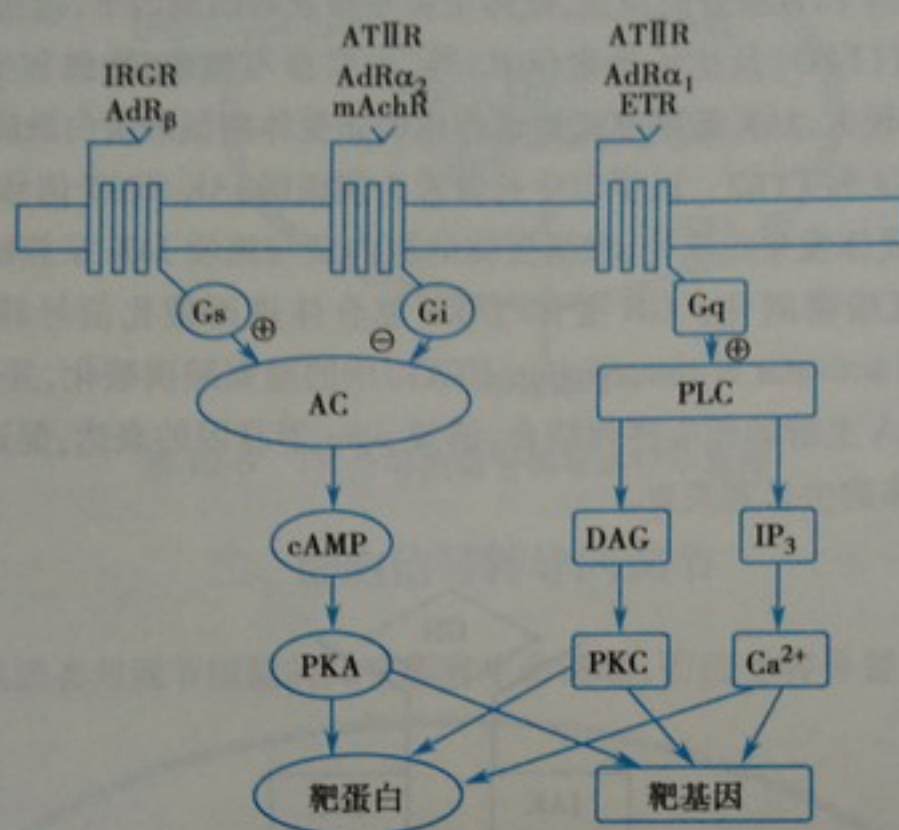 IRGR
AdRβ
ATⅡR
AdRα₂
mAchR
ATⅡR
AdRα₁
ETR
Gs
⊕
Gi
⊖
Gq
⊕
AC
PLC
cAMP
DAG
IP₃
PKA
PKC
Ca²⁺
靶蛋白
靶基因